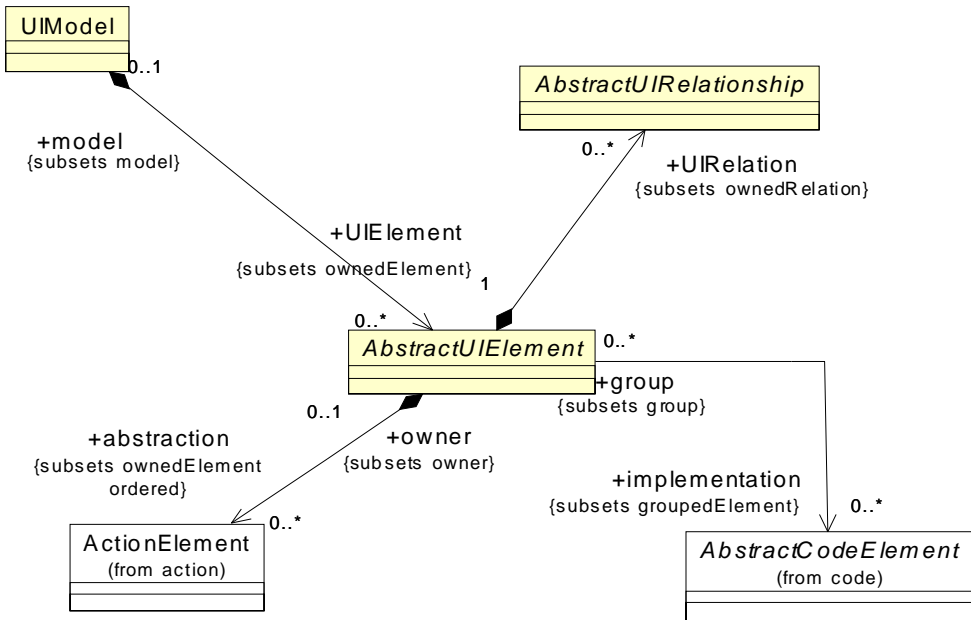 UIModel
0..1
AbstractUIRelationship
+model
{subsets model}
0..*
+UIRelation
{subsets ownedRelation}
+UIElement
{subsets ownedElement}
1
0..*
AbstractUIElement
0..*
+group
{subsets group}
0..1
+abstraction
{subsets ownedElement
ordered}
+owner
{subsets owner}
+implementation
{subsets groupedElement}
0..*
0..*
ActionElement
(from action)
AbstractCodeElement
(from code)